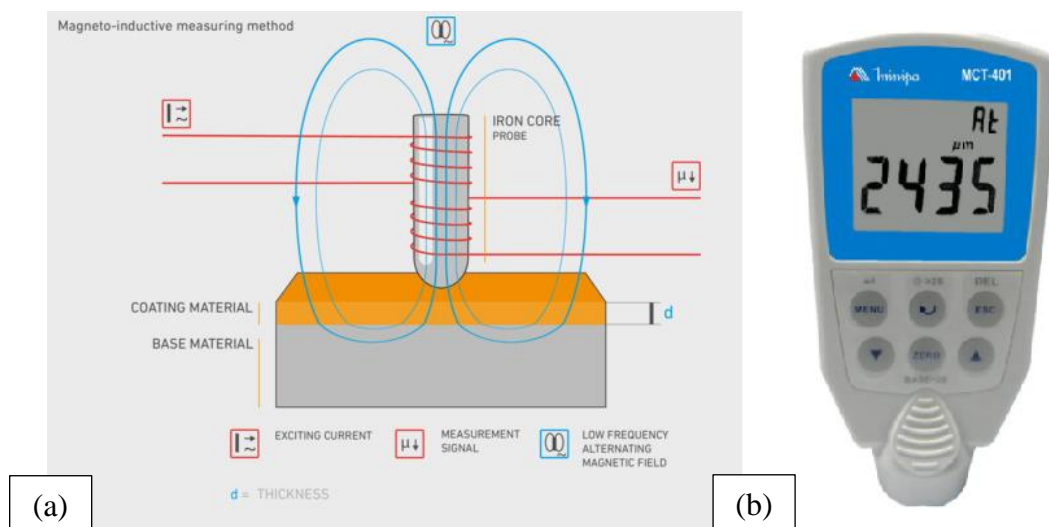 Magneto-inductive measuring method
IRON CORE
PROBE
μ↓
COATING MATERIAL
d
BASE MATERIAL
EXCITING CURRENT
μ↓
MEASUREMENT
SIGNAL
LOW FREQUENCY
ALTERNATING
MAGNETIC FIELD
d = THICKNESS
(a)
Minipa MCT-401
At
μm
2435
DEL
MENU ESC
ZERO
(b)